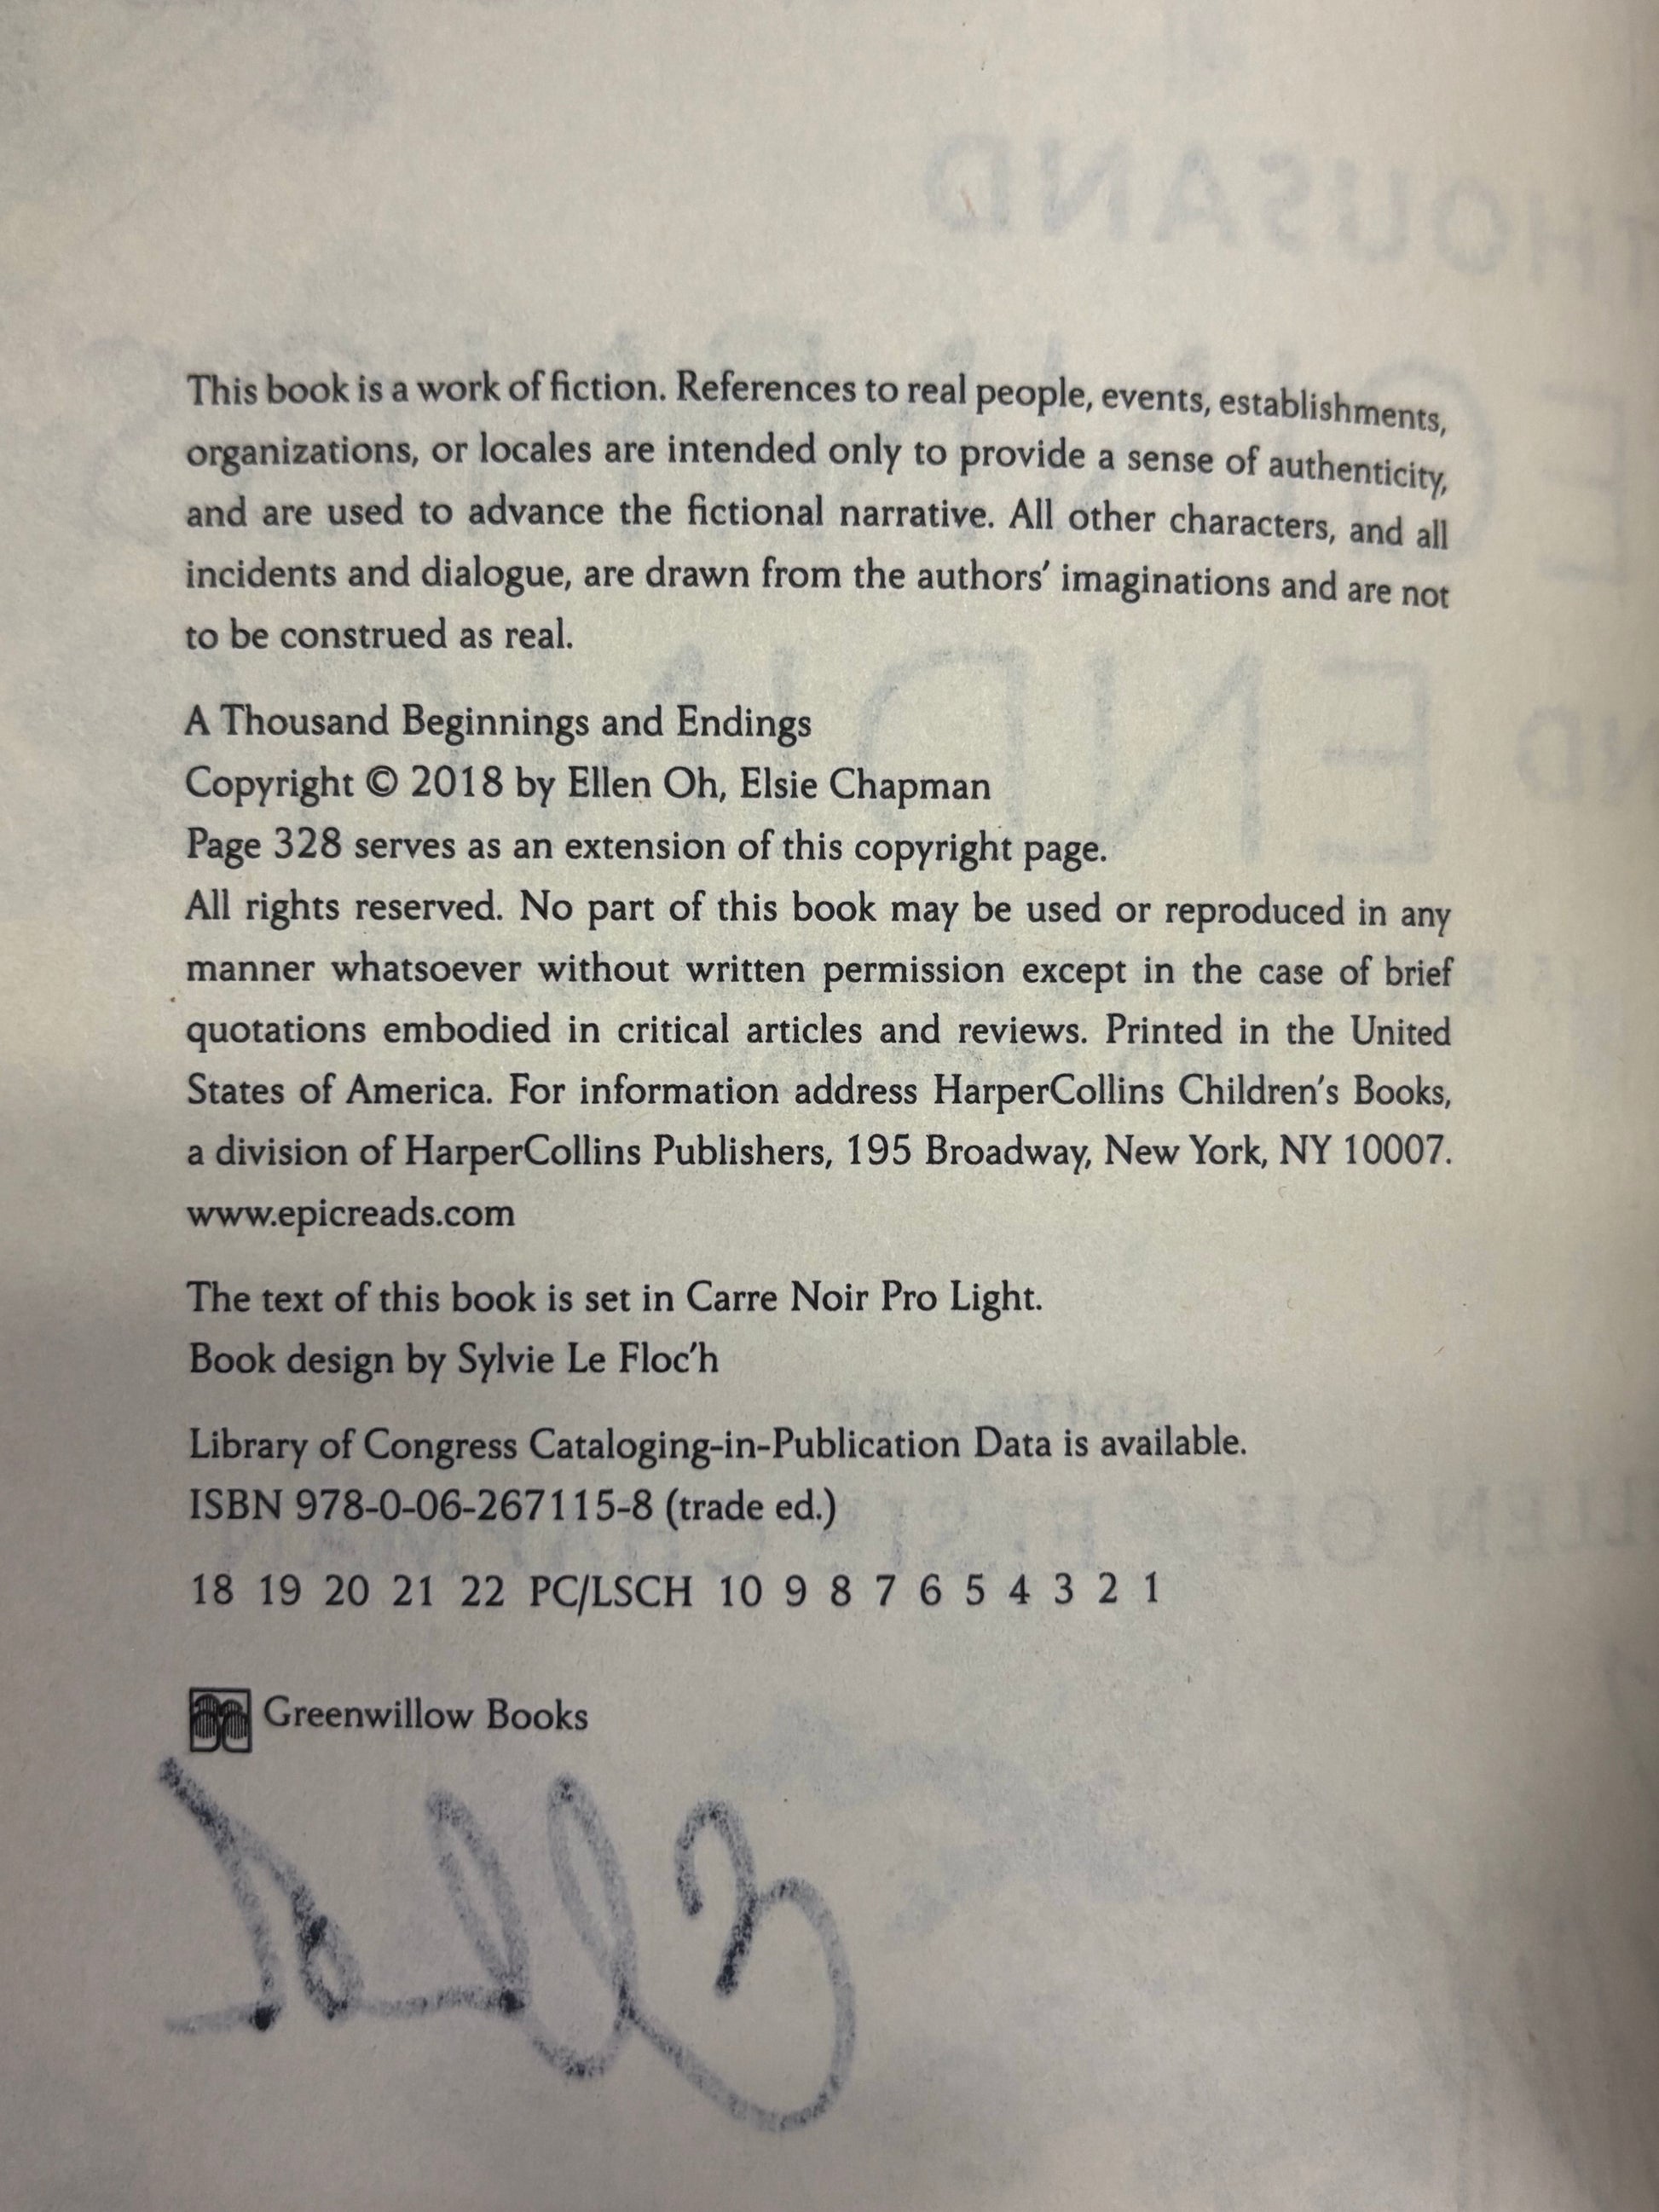 This book is a work of fiction. References to real people, events, establishments,
organizations, or locales are intended only to provide a sense of authenticity,
and are used to advance the fictional narrative. All other characters, and all
incidents and dialogue, are drawn from the authors’ imaginations and are not
to be construed as real.
A Thousand Beginnings and Endings
Copyright © 2018 by Ellen Oh, Elsie Chapman
Page 328 serves as an extension of this copyright page.
All rights reserved. No part of this book may be used or reproduced in any
manner whatsoever without written permission except in the case of brief
quotations embodied in critical articles and reviews. Printed in the United
States of America. For information address HarperCollins Children’s Books,
a division of HarperCollins Publishers, 195 Broadway, New York, NY 10007.
www.epicreads.com
The text of this book is set in Carre Noir Pro Light.
Book design by Sylvie Le Floc’h
Library of Congress Cataloging-in-Publication Data is available.
ISBN 978-0-06-267115-8 (trade ed.)
18 19 20 21 22 PC/LSCH 10 9 8 7 6 5 4 3 2 1
Greenwillow Books